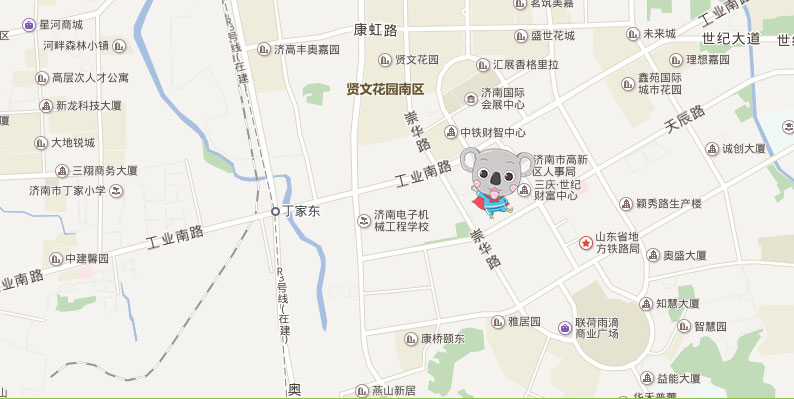 星河商城
河畔森林小镇
高层次人才公寓
新龙科技大厦
大地锐城
三翔商务大厦
济南市丁家小学
中建馨园
工业南路
工业南路
丁家东
R3号线(在建)
R3号线(在建)
济高丰奥嘉园
康虹路
贤文花园
贤文花园南区
崇华路
工业南路
济南电子机
械工程学校
崇华路
康桥颐东
燕山新居
奥
名筑美嘉
盛世花城
汇展香格里拉
济南国际
会展中心
中铁财智中心
济南市高新
区人事局
三庆·世纪
财富中心
工业南路
未来城
世纪大道
理想嘉园
鑫苑国际
城市花园
天辰路
诚创大厦
颖秀路生产楼
山东省地
方铁路局
奥盛大厦
知慧大厦
智慧园
雅居园
联荷雨滴
商业广场
益能大厦
山